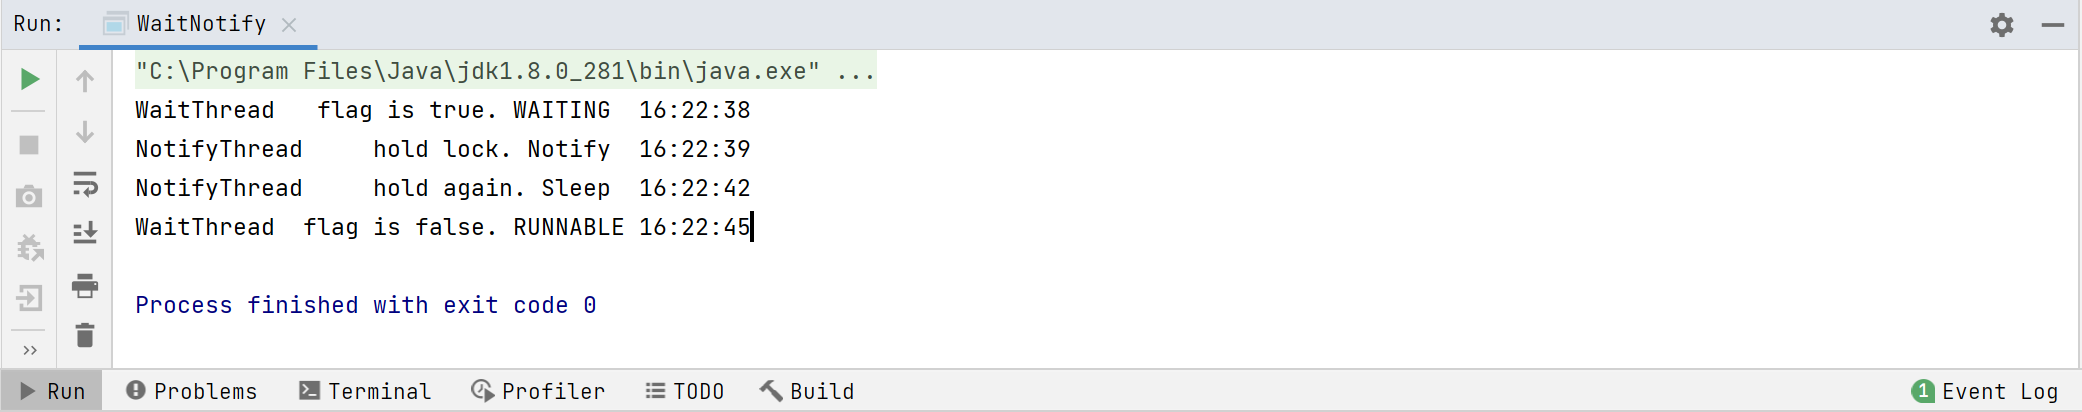 Run: WaitNotify
"C:\Program Files\Java\jdk1.8.0_281\bin\java.exe" ...
WaitThread   flag is true. WAITING  16:22:38
NotifyThread     hold lock. Notify  16:22:39
NotifyThread     hold again. Sleep  16:22:42
WaitThread  flag is false. RUNNABLE 16:22:45
Process finished with exit code 0
Run Problems Terminal Profiler TODO Build 1 Event Log